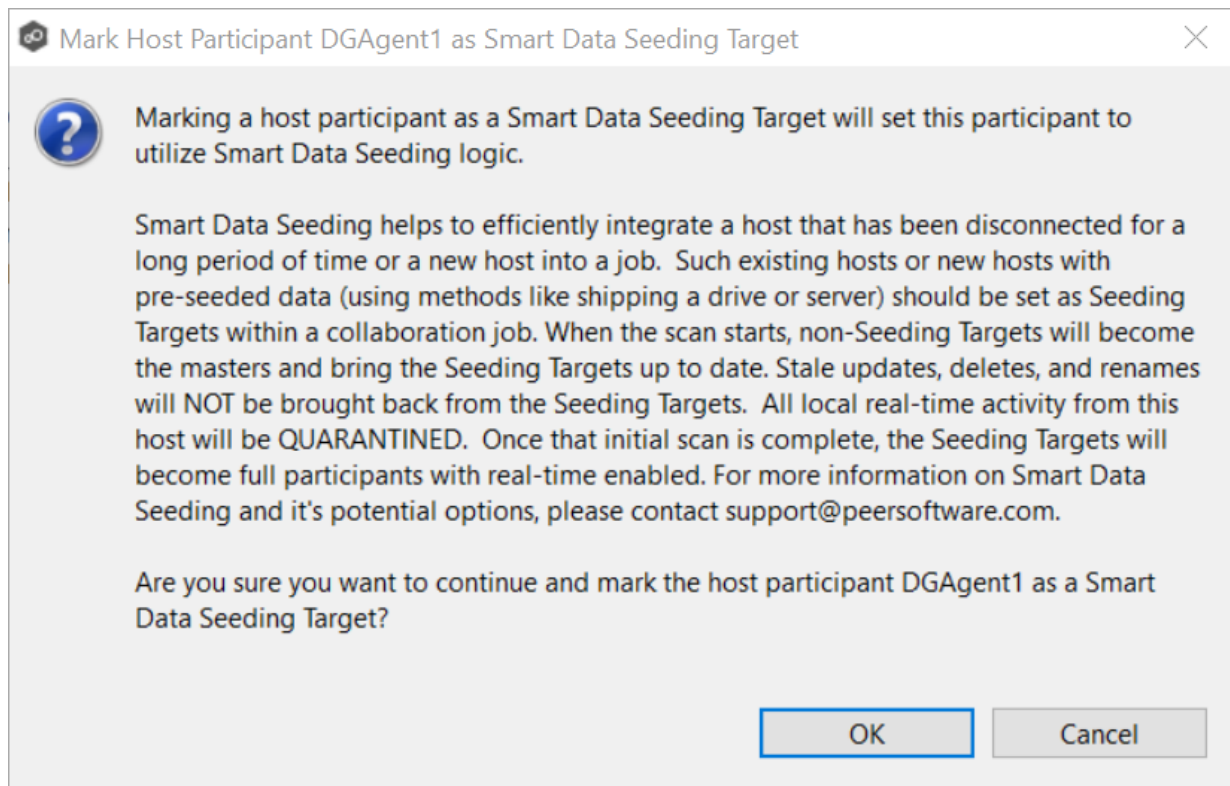 Mark Host Participant DGAgent1 as Smart Data Seeding Target
Marking a host participant as a Smart Data Seeding Target will set this participant to
utilize Smart Data Seeding logic.
Smart Data Seeding helps to efficiently integrate a host that has been disconnected for a
long period of time or a new host into a job.  Such existing hosts or new hosts with
pre-seeded data (using methods like shipping a drive or server) should be set as Seeding
Targets within a collaboration job. When the scan starts, non-Seeding Targets will become
the masters and bring the Seeding Targets up to date. Stale updates, deletes, and renames
will NOT be brought back from the Seeding Targets.  All local real-time activity from this
host will be QUARANTINED.  Once that initial scan is complete, the Seeding Targets will
become full participants with real-time enabled. For more information on Smart Data
Seeding and it's potential options, please contact support@peersoftware.com.
Are you sure you want to continue and mark the host participant DGAgent1 as a Smart
Data Seeding Target?
OK
Cancel